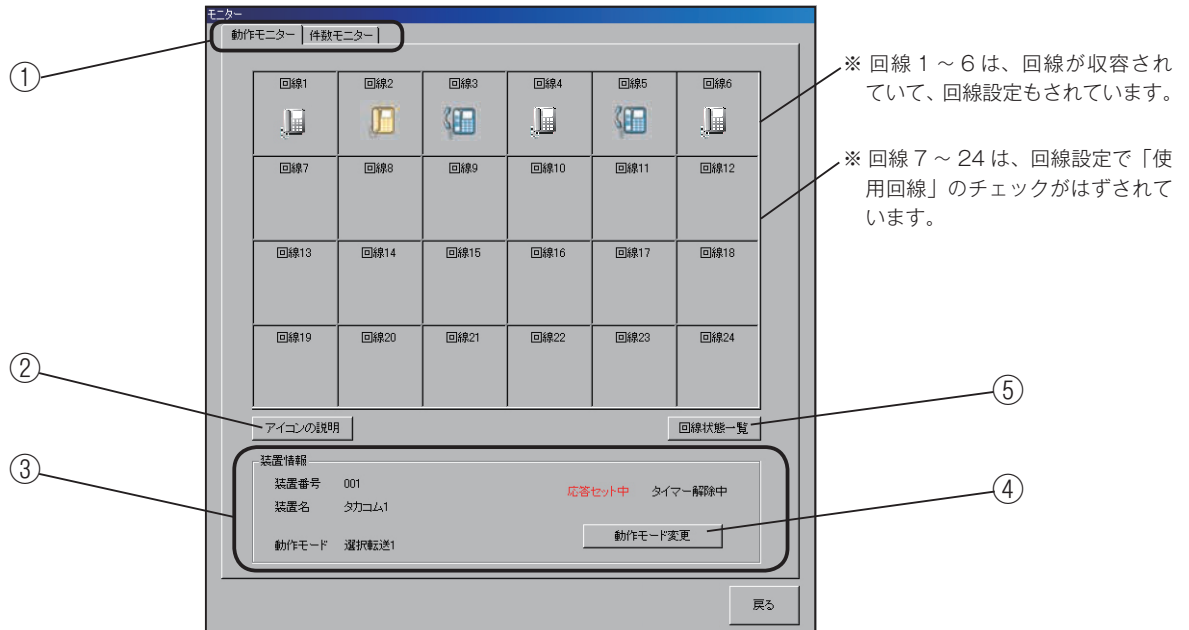 モニター
動作モニター 件数モニター
①
回線1 回線2 回線3 回線4 回線5 回線6
※ 回線 1 ～ 6 は、回線が収容され
ていて、回線設定もされています。
回線7 回線8 回線9 回線10 回線11 回線12
※ 回線 7 ～ 24 は、回線設定で「使
用回線」のチェックがはずされて
います。
回線13 回線14 回線15 回線16 回線17 回線18
回線19 回線20 回線21 回線22 回線23 回線24
②
アイコンの説明
回線状態一覧
⑤
③
装置情報
装置番号 001
応答セット中 タイマー解除中
④
装置名 タカコム1
動作モード変更
動作モード 選択転送1
戻る